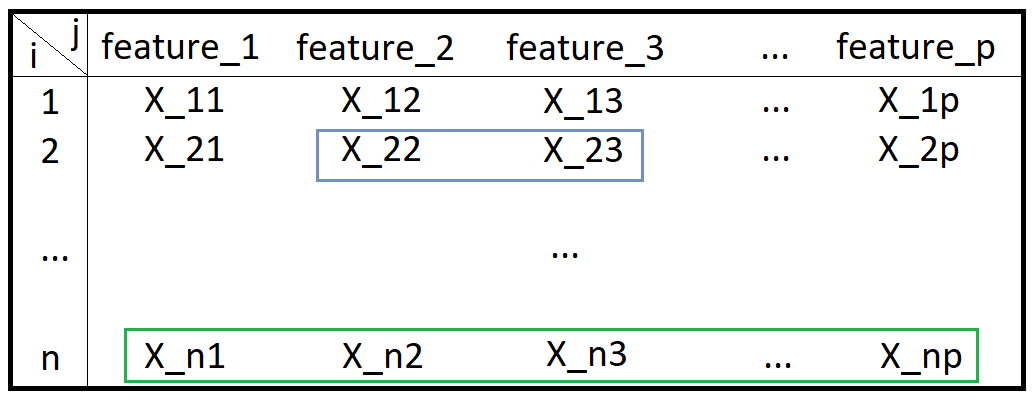 j
i feature_1 feature_2 feature_3 ... feature_p
1 X_11 X_12 X_13 ... X_1p
2 X_21 X_22 X_23 ... X_2p
... ...
n X_n1 X_n2 X_n3 ... X_np